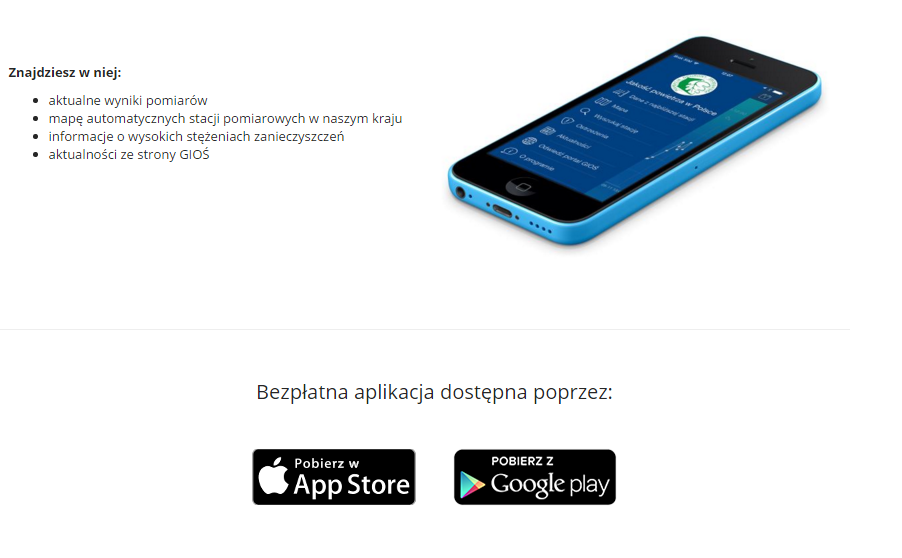 Znajdziesz w niej:
aktualne wyniki pomiarów
mapę automatycznych stacji pomiarowych w naszym kraju
informacje o wysokich stężeniach zanieczyszczeń
aktualności ze strony GIOŚ
Jakość powietrza w Polsce
Dane z najbliższej stacji
Mapa
Wyszukaj stację
Ostrzeżenia
Aktualności
Odwiedź portal GIOŚ
O programie
Bezpłatna aplikacja dostępna poprzez:
Pobierz w
App Store
POBIERZ Z
Google play